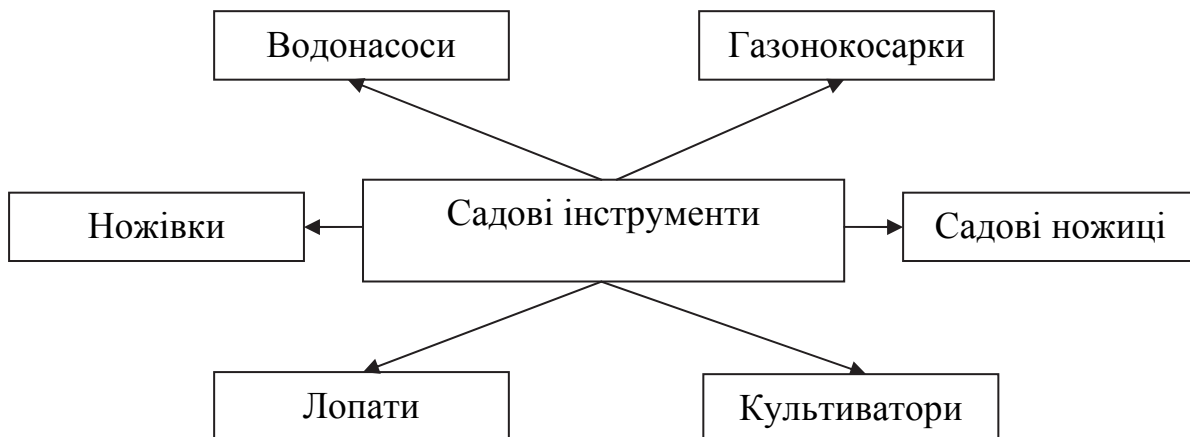 Водонасоси
Газонокосарки
Ножівки
Садові інструменти
Садові ножиці
Лопати
Культиватори